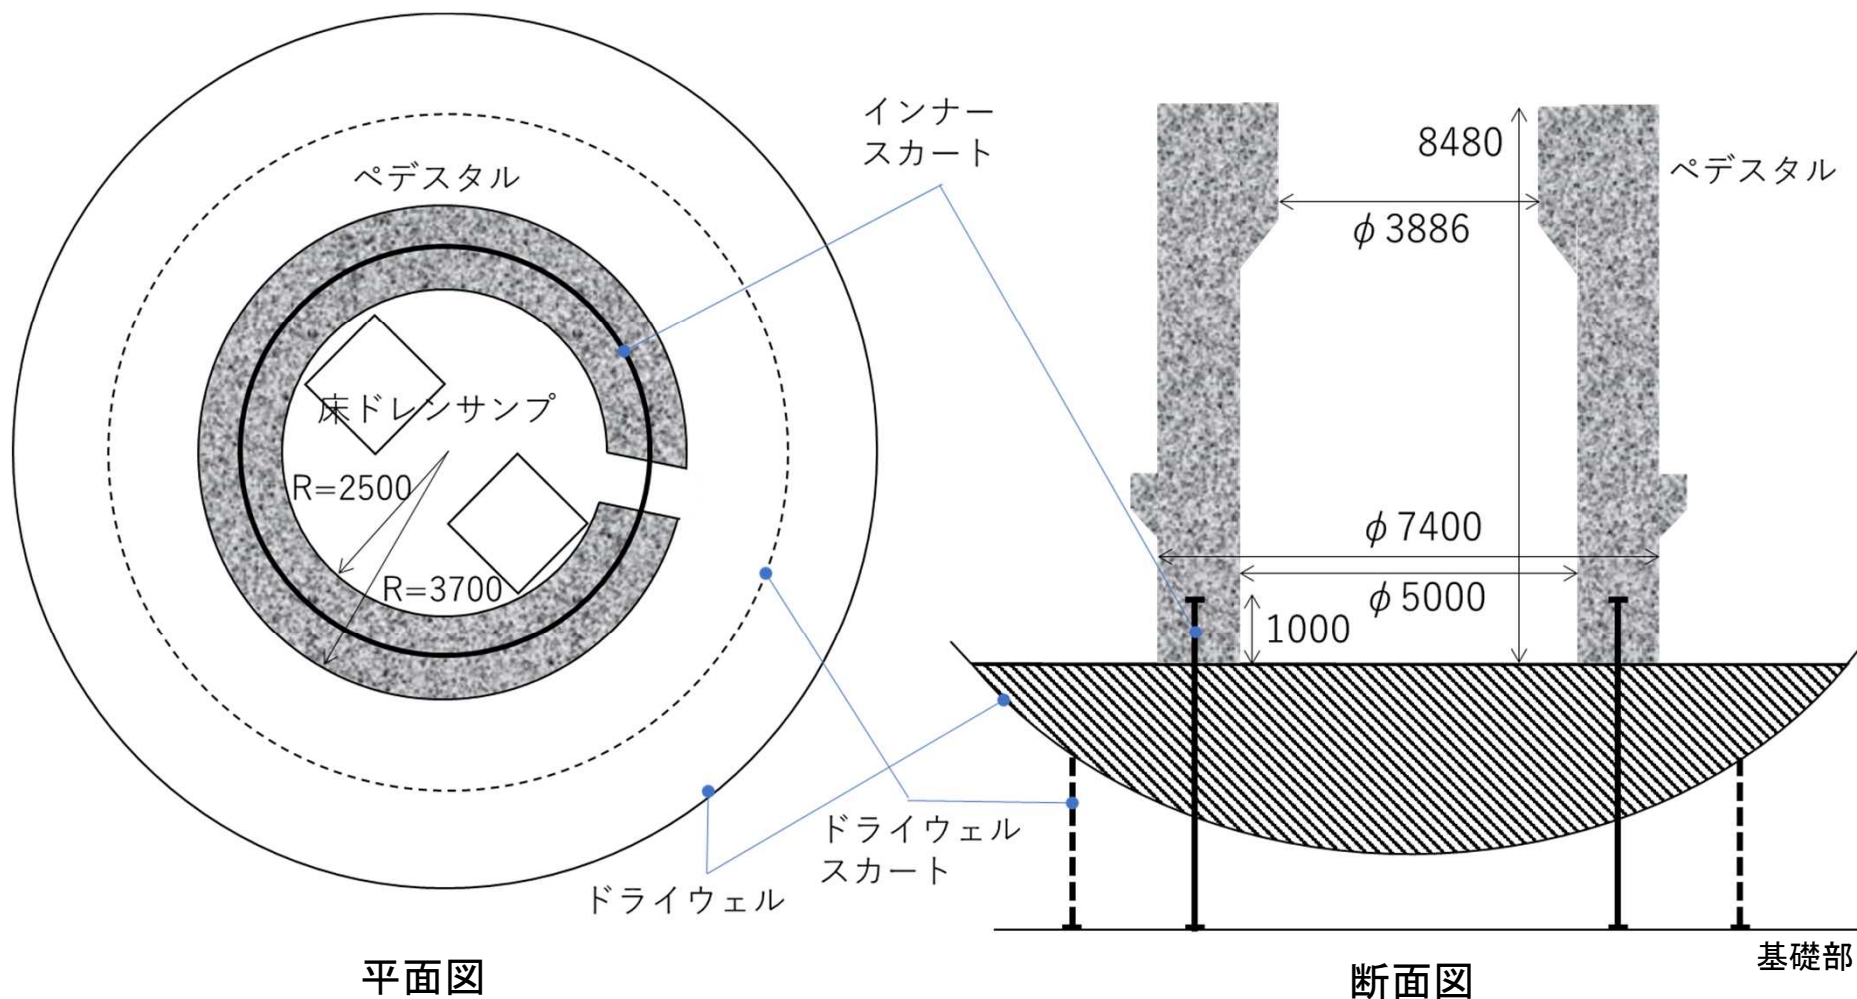 インナー
スカート
ペデスタル
床ドレンサンプ
R=2500
R=3700
ドライウェル
スカート
ドライウェル
平面図
8480
ペデスタル
φ3886
φ7400
φ5000
1000
基礎部
断面図